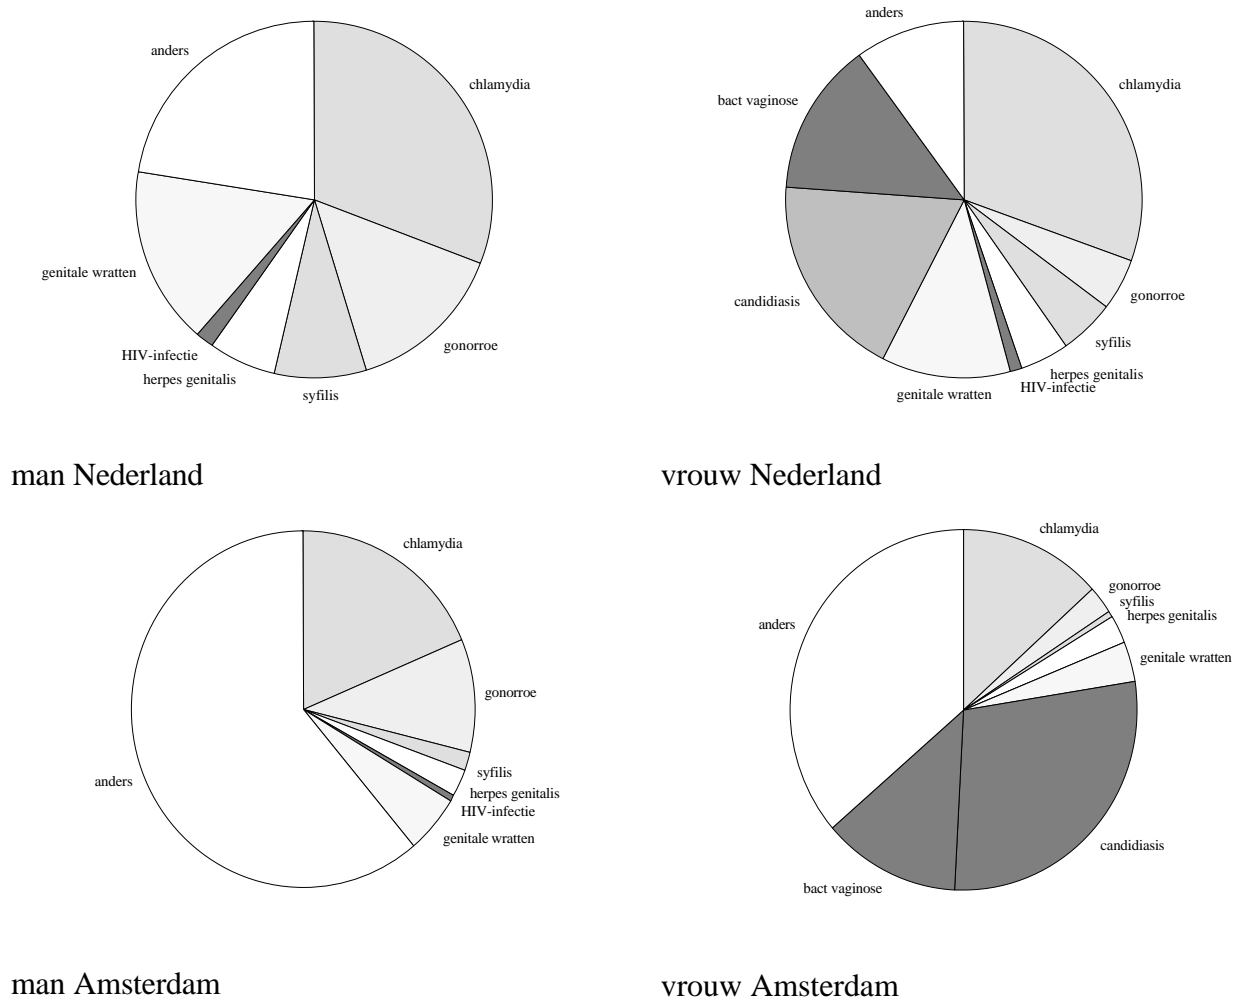 anders
chlamydia
genitale wratten
HIV-infectie
herpes genitalis
syfilis
gonorroe
man Nederland
anders
chlamydia
bact vaginose
candidiasis
gonorroe
syfilis
herpes genitalis
HIV-infectie
genitale wratten
vrouw Nederland
chlamydia
gonorroe
syfilis
herpes genitalis
HIV-infectie
genitale wratten
anders
man Amsterdam
chlamydia
gonorroe
syfilis
herpes genitalis
genitale wratten
anders
candidiasis
bact vaginose
vrouw Amsterdam